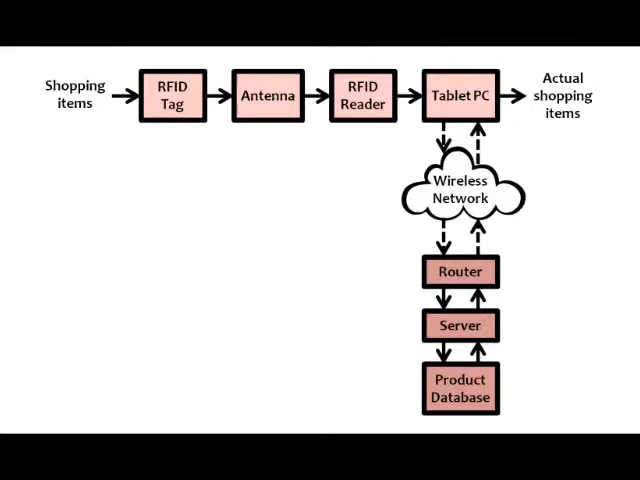 Shopping
items
RFID
Tag
Antenna
RFID
Reader
Tablet PC
Actual
shopping
items
Wireless
Network
Router
Server
Product
Database